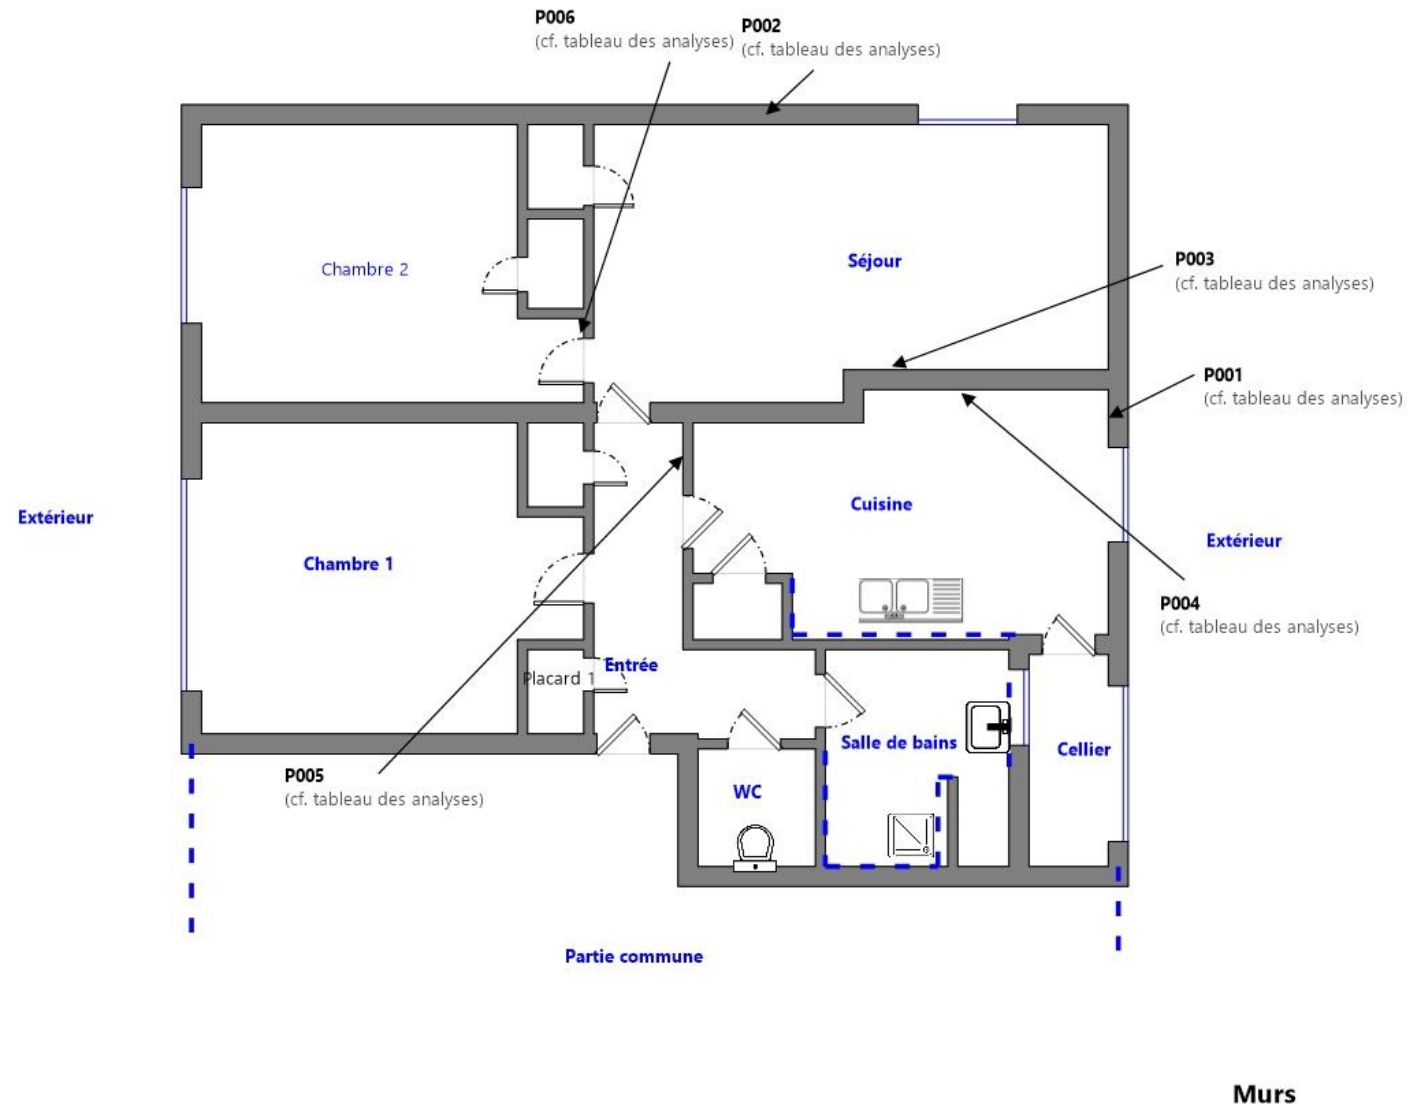 P006
(cf. tableau des analyses)
P002
(cf. tableau des analyses)
Chambre 2
Séjour
P003
(cf. tableau des analyses)
P001
(cf. tableau des analyses)
Extérieur
Chambre 1
Cuisine
Extérieur
P004
(cf. tableau des analyses)
Entrée
Placard 1
Salle de bains
Cellier
P005
(cf. tableau des analyses)
WC
Partie commune
Murs